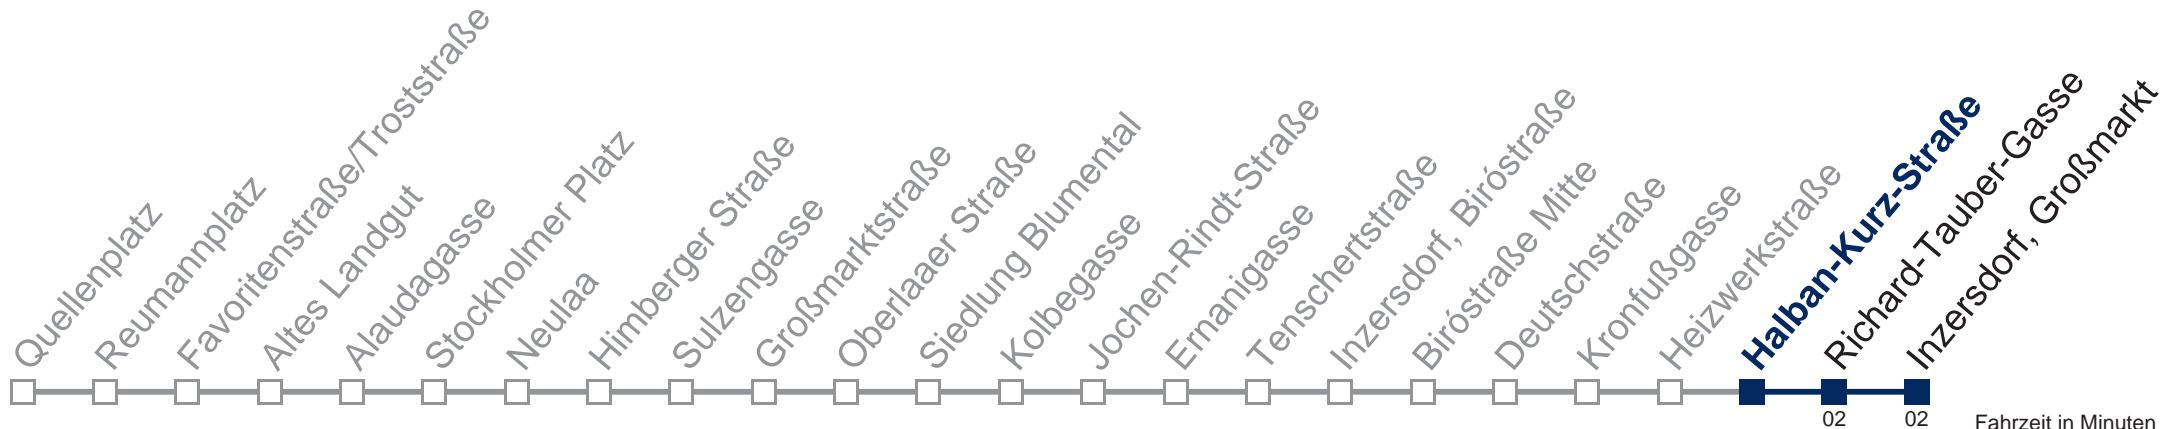 Quellenplatz
Reumannplatz
Favoritenstraße/Troststraße
Altes Landgut
Alaudagasse
Stockholmer Platz
Neulaa
Himberger Straße
Sulzengasse
Großmarktstraße
Oberlaaer Straße
Siedlung Blumental
Kolbegasse
Jochen-Rindt-Straße
Ernanigasse
Tenschertstraße
Inzersdorf, Biróstraße
Biróstraße Mitte
Deutschstraße
Kronfußgasse
Heizwerkstraße
Halban-Kurz-Straße
Richard-Tauber-Gasse
Inzersdorf, Großmarkt
02
02
Fahrzeit in Minuten